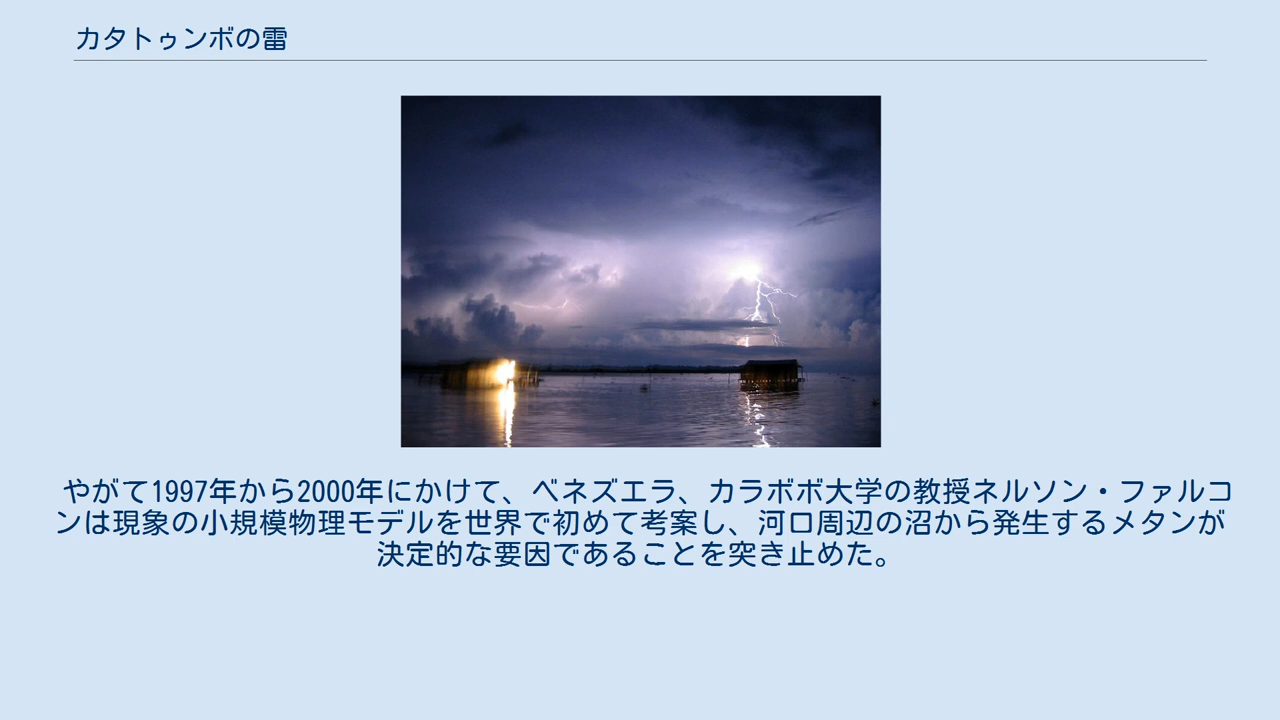 カタトゥンボの雷
やがて1997年から2000年にかけて、ベネズエラ、カラボボ大学の教授ネルソン・ファルコ
ンは現象の小規模物理モデルを世界で初めて考案し、河口周辺の沼から発生するメタンが
決定的な要因であることを突き止めた。